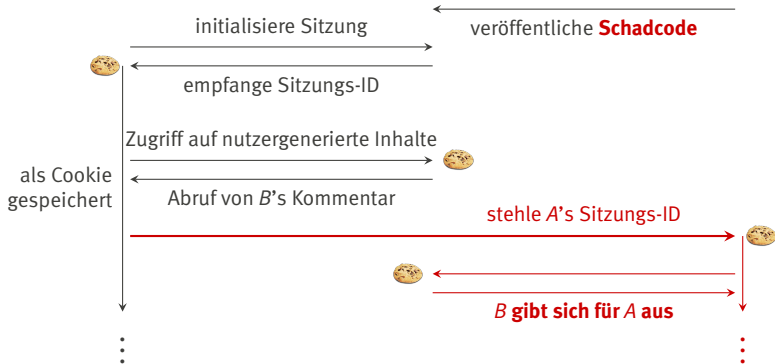 initialisiere Sitzung
veröffentliche Schadcode
empfange Sitzungs-ID
Zugriff auf nutzergenerierte Inhalte
als Cookie
gespeichert
Abruf von B's Kommentar
stehle A's Sitzungs-ID
B gibt sich für A aus